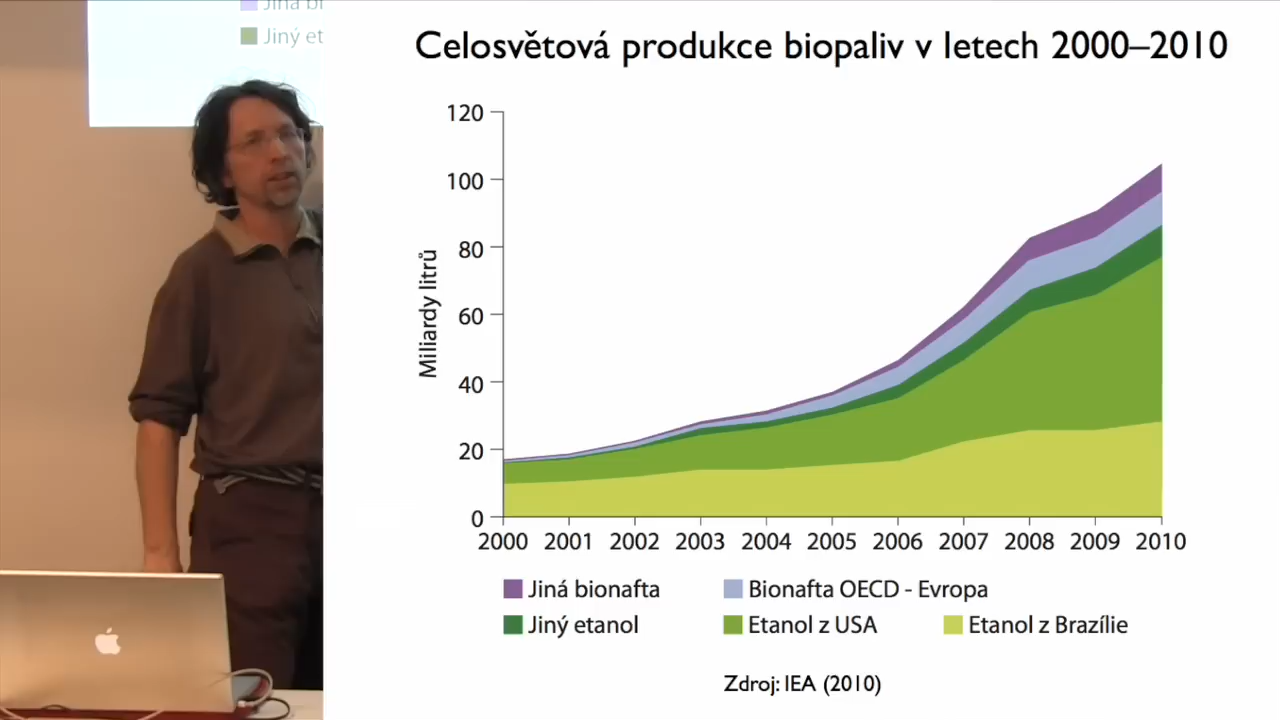 Jiný et
Celosvětová produkce biopaliv v letech 2000–2010
Miliardy litrů
120
100
80
60
40
20
0
2000 2001 2002 2003 2004 2005 2006 2007 2008 2009 2010
Jiná bionafta Bionafta OECD - Evropa
Jiný etanol Etanol z USA Etanol z Brazílie
Zdroj: IEA (2010)